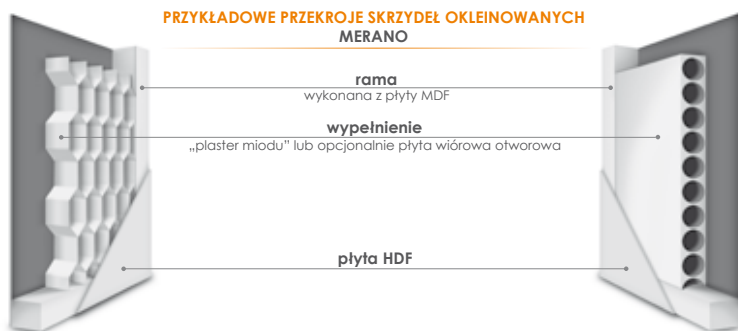 PRZYKŁADOWE PRZEKROJE SKRZYDEŁ OKLEINOWANYCH
MERANO
rama
wykonana z płyty MDF
wypełnienie
„plaster miodu” lub opcjonalnie płyta wiórowa otworowa
płyta HDF